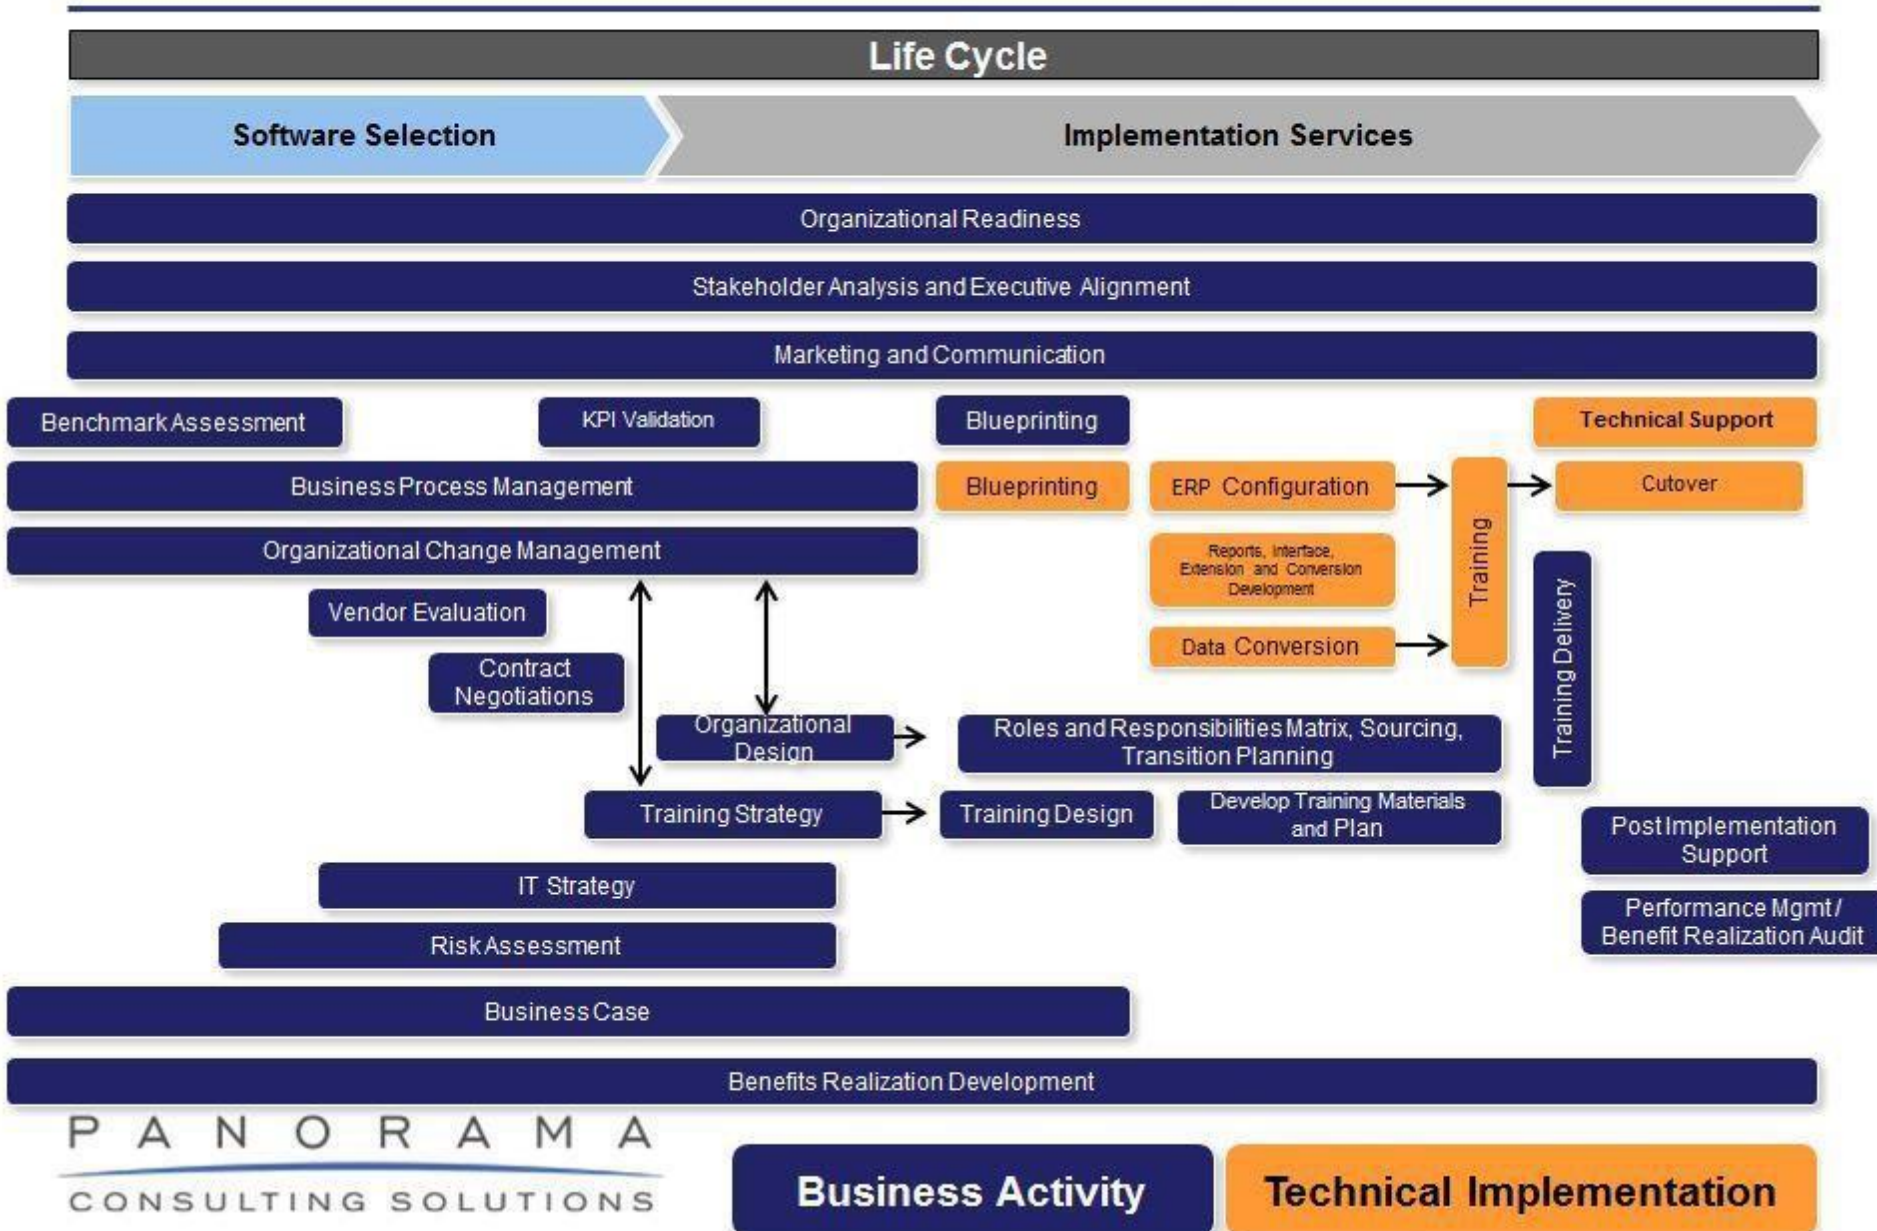 Life Cycle
Software Selection
Implementation Services
Organizational Readiness
Stakeholder Analysis and Executive Alignment
Marketing and Communication
Benchmark Assessment
KPI Validation
Blueprinting
Technical Support
Business Process Management
Blueprinting
ERP Configuration
Training
Cutover
Organizational Change Management
Reports, Interface,
Extension and Conversion
Development
Training Delivery
Vendor Evaluation
Data Conversion
Contract
Negotiations
Organizational
Design
Roles and Responsibilities Matrix, Sourcing,
Transition Planning
Training Strategy
Training Design
Develop Training Materials
and Plan
Post Implementation
Support
IT Strategy
Performance Mgmt /
Benefit Realization Audit
Risk Assessment
Business Case
Benefits Realization Development
PANORAMA
CONSULTING SOLUTIONS
Business Activity
Technical Implementation